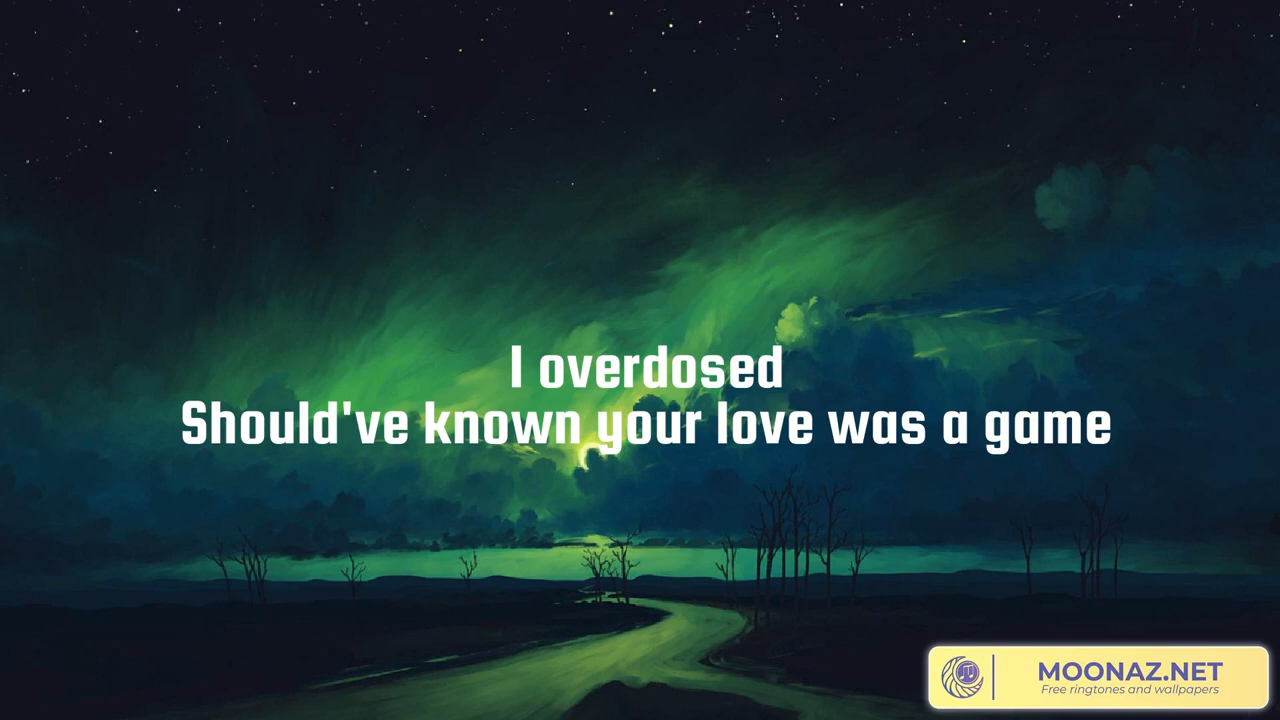 I overdosed
Should've known your love was a game
MOONAZ.NET
Free ringtones and wallpapers